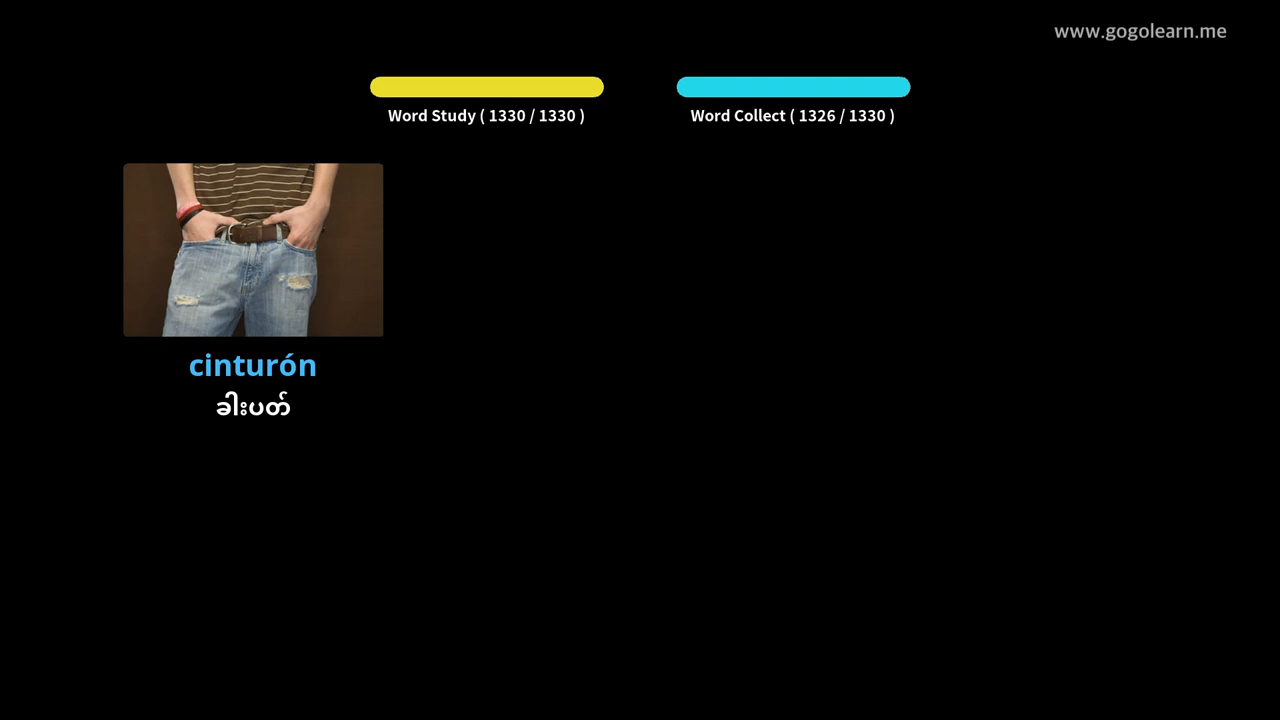 www.gogolearn.me
Word Study ( 1330 / 1330 )
Word Collect ( 1326 / 1330 )
cinturón
ခါးပတ်